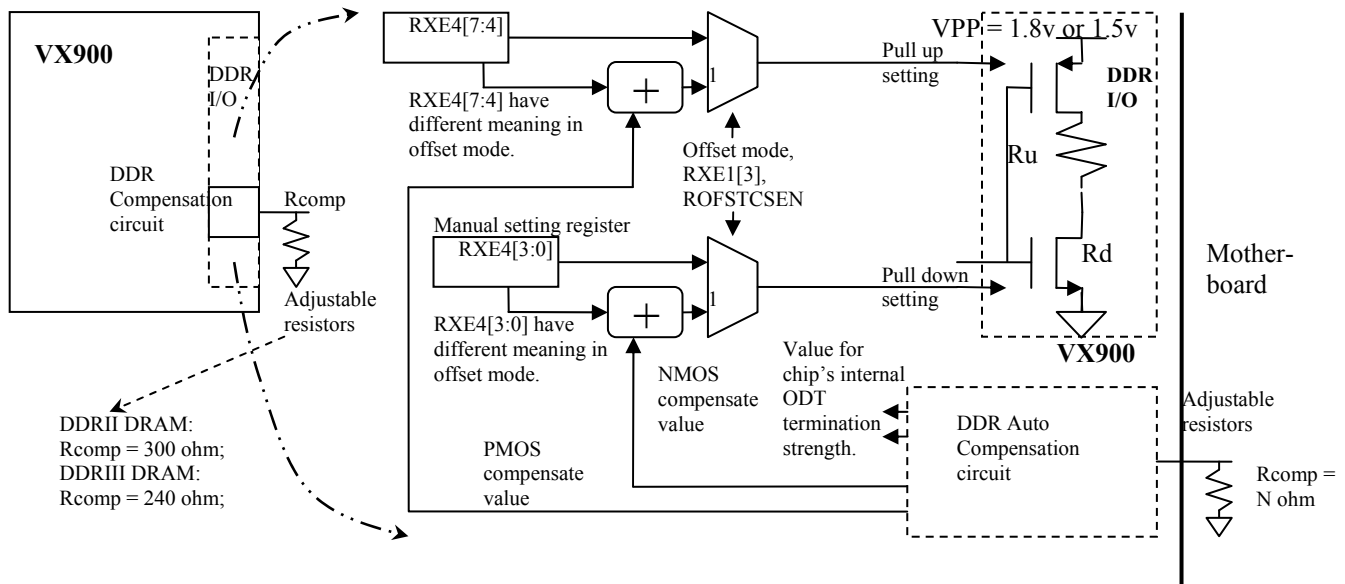 VX900
DDR
I/O
DDR
Compensation
circuit
Rcomp
Adjustable
resistors
DDRII DRAM:
Rcomp = 300 ohm;
DDRIII DRAM:
Rcomp = 240 ohm;
RXE4[7:4]
RXE4[7:4] have
different meaning in
offset mode.
+
1
Offset mode,
RXE1[3],
ROFSTCSEN
Manual setting register
RXE4[3:0]
RXE4[3:0] have
different meaning in
offset mode.
+
1
Pull up
setting
Pull down
setting
VPP = 1.8v or 1.5v
DDR
I/O
Ru
Rd
VX900
Mother-
board
NMOS
compensate
value
PMOS
compensate
value
Value for
chip's internal
ODT
termination
strength.
DDR Auto
Compensation
circuit
Adjustable
resistors
Rcomp =
N ohm